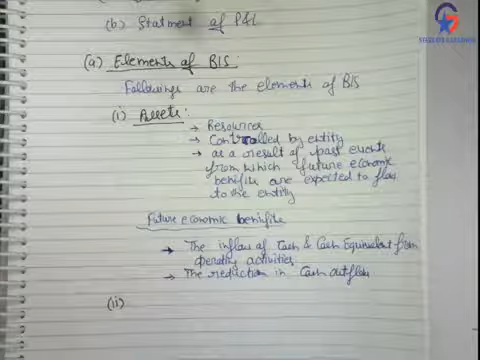 (b) Statment of P&L
(a) Elements of B/S:
Followings are the elements of B/S
(i) Assets:
→ Resources
→ Controlled by entity
→ as a result of past events
from which future economic
benifits are expected to flow
to the entity
Future economic benifits
→ The inflow of Cash & Cash Equivalent from
operating activities
→ The reduction in Cash outflow
(ii)